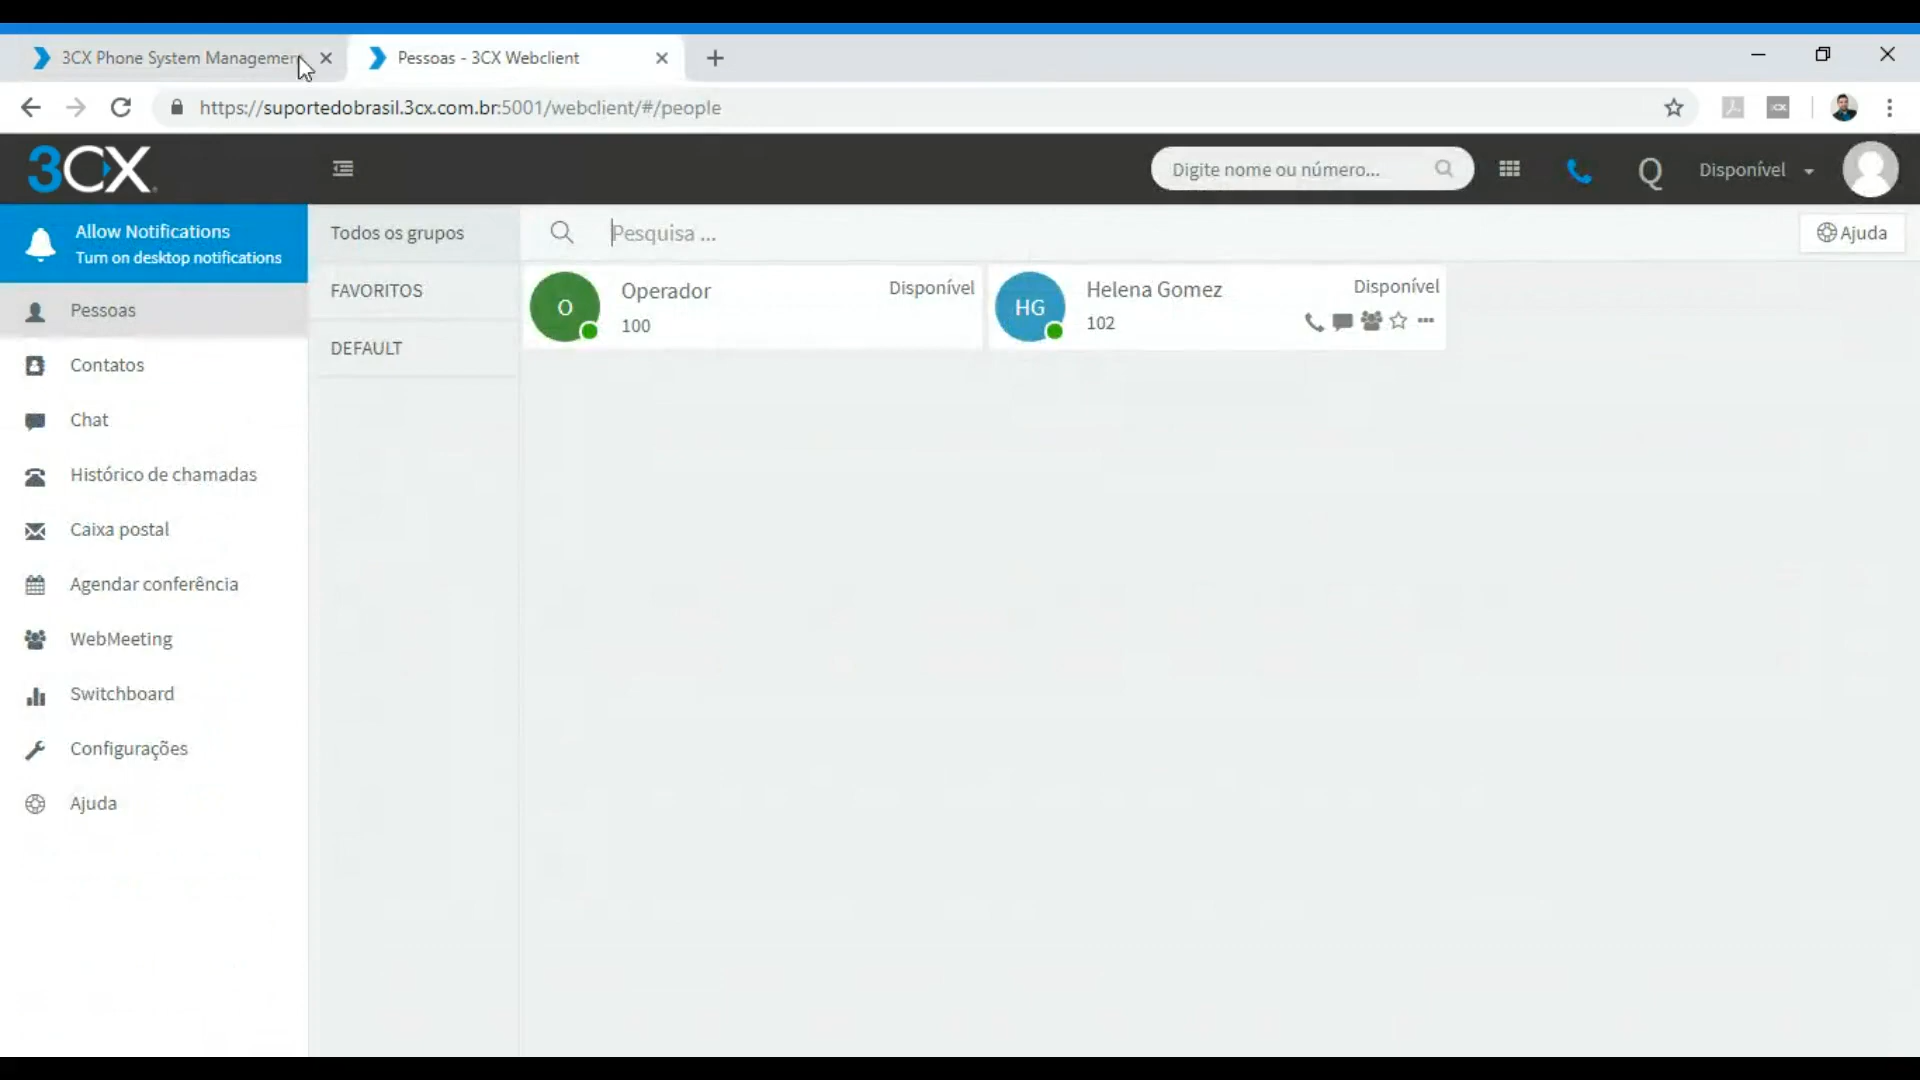 3CX Phone System Managemen
Pessoas - 3CX Webclient
https://suportedobrasil.3cx.com.br:5001/webclient/#/people
3CX
Digite nome ou número...
Q
Disponível
Allow Notifications
Turn on desktop notifications
Todos os grupos
Pesquisa ...
Ajuda
FAVORITOS
DEFAULT
O
Operador
100
Disponível
HG
Helena Gomez
102
Disponível
Pessoas
Contatos
Chat
Histórico de chamadas
Caixa postal
Agendar conferência
WebMeeting
Switchboard
Configurações
Ajuda